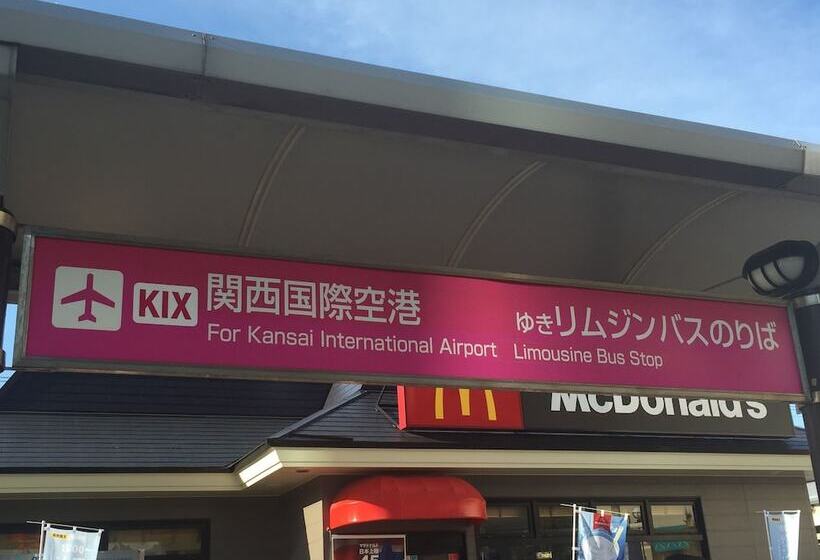 KIX 関西国際空港 ゆきリムジンバスのりば
For Kansai International Airport Limousine Bus Stop
McDonald's